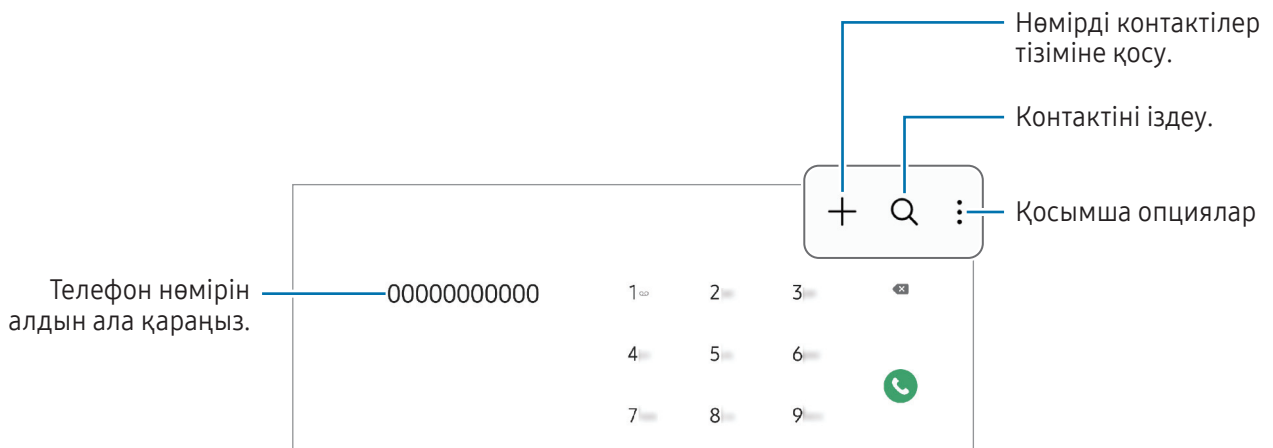 Нөмірді контактілер
тізіміне қосу.
Контактіні іздеу.
Қосымша опциялар
Телефон нөмірін
алдын ала қараңыз.
00000000000
1 2 3
4 5 6
7 8 9